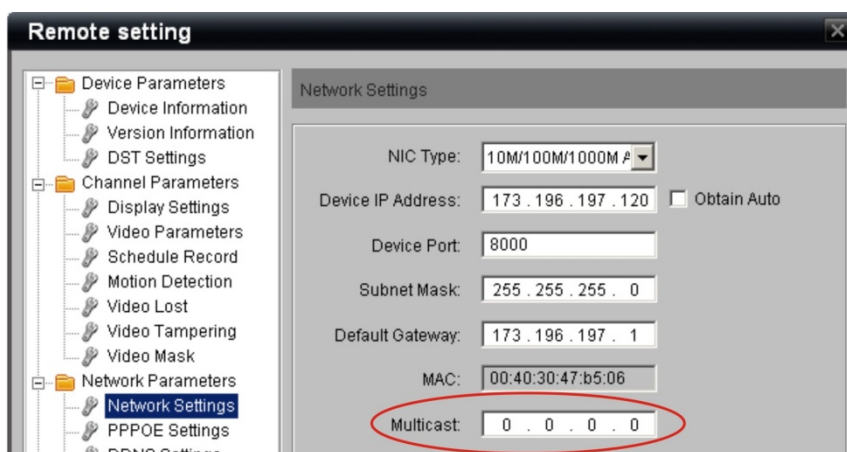 Remote setting
Device Parameters
Device Information
Version Information
DST Settings
Channel Parameters
Display Settings
Video Parameters
Schedule Record
Motion Detection
Video Lost
Video Tampering
Video Mask
Network Parameters
Network Settings
PPPOE Settings
DDNS Settings
Network Settings
NIC Type: 10M/100M/1000M A
Device IP Address: 173 . 196 . 197 . 120 Obtain Auto
Device Port: 8000
Subnet Mask: 255 . 255 . 255 . 0
Default Gateway: 173 . 196 . 197 . 1
MAC: 00:40:30:47:b5:06
Multicast: 0 . 0 . 0 . 0